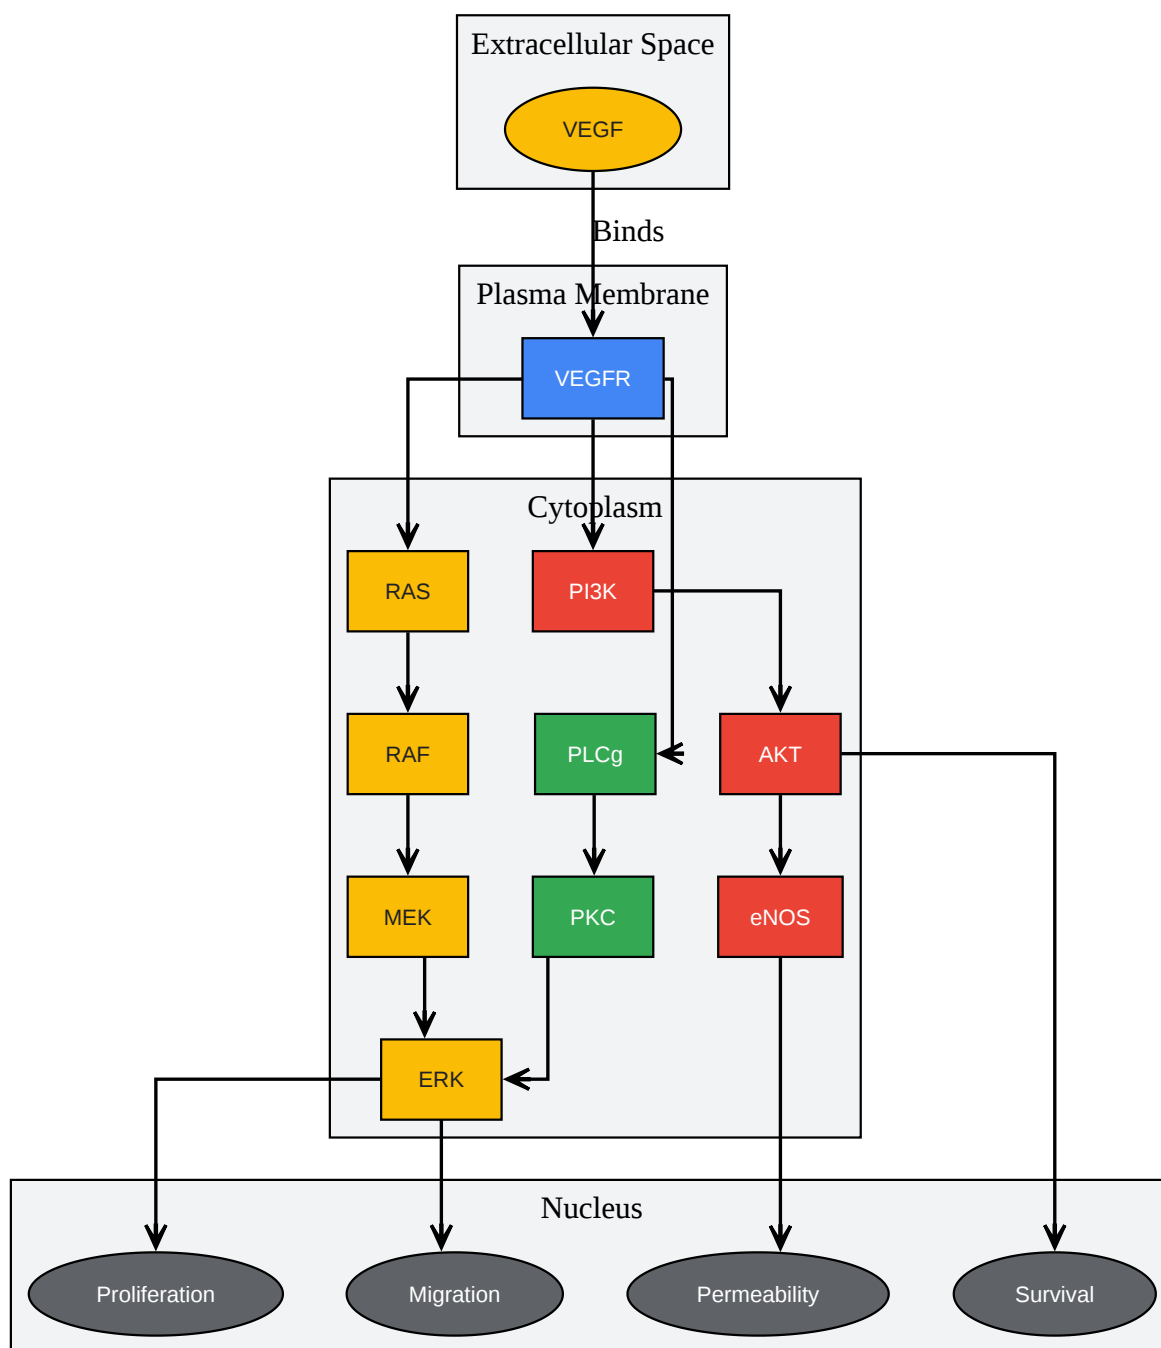 Extracellular Space
VEGF
Binds
Plasma Membrane
VEGFR
Cytoplasm
RAS
PI3K
RAF
PLCg
AKT
MEK
PKC
eNOS
ERK
Nucleus
Proliferation
Migration
Permeability
Survival